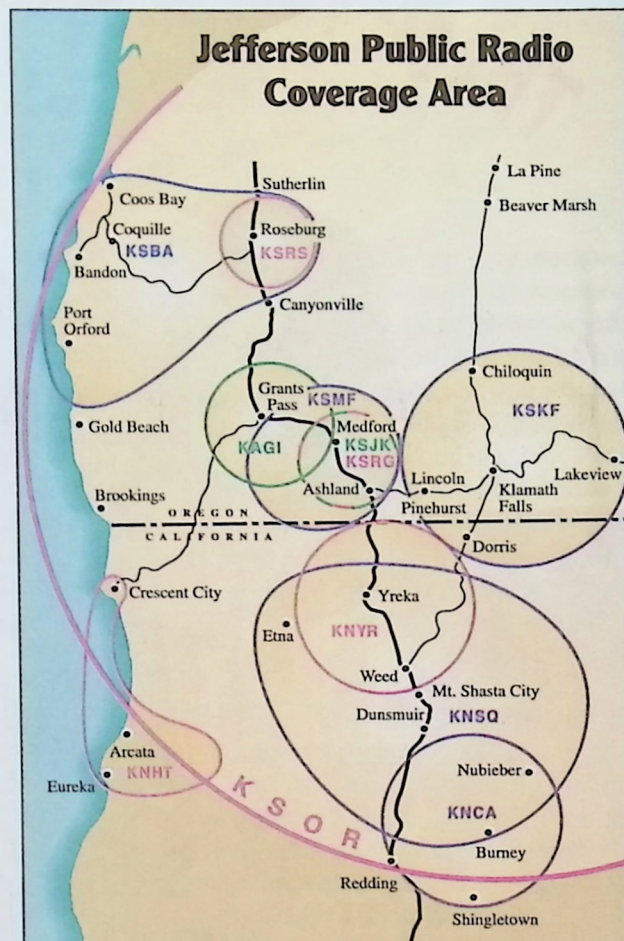 Jefferson Public Radio
Coverage Area
La Pine
Sutherlin
Coos Bay
Beaver Marsh
Coquille
KSBA
Roseburg
KSRS
Bandon
Canyonville
Port
Orford
Chiloquin
Grants
Pass
KSMF
KSKF
Gold Beach
Medford
KAGI
KSJK
KSRG
Lakeview
Ashland
Lincoln
Pinehurst
Klamath
Falls
Brookings
OREGON
CALIFORNIA
Dorris
Crescent City
Yreka
Etna
KNYR
Weed
Mt. Shasta City
Dunsmuir
KNSQ
Arcata
KNHT
Eureka
Nubieber
KSOR
KNCA
Burney
Redding
Shingletown